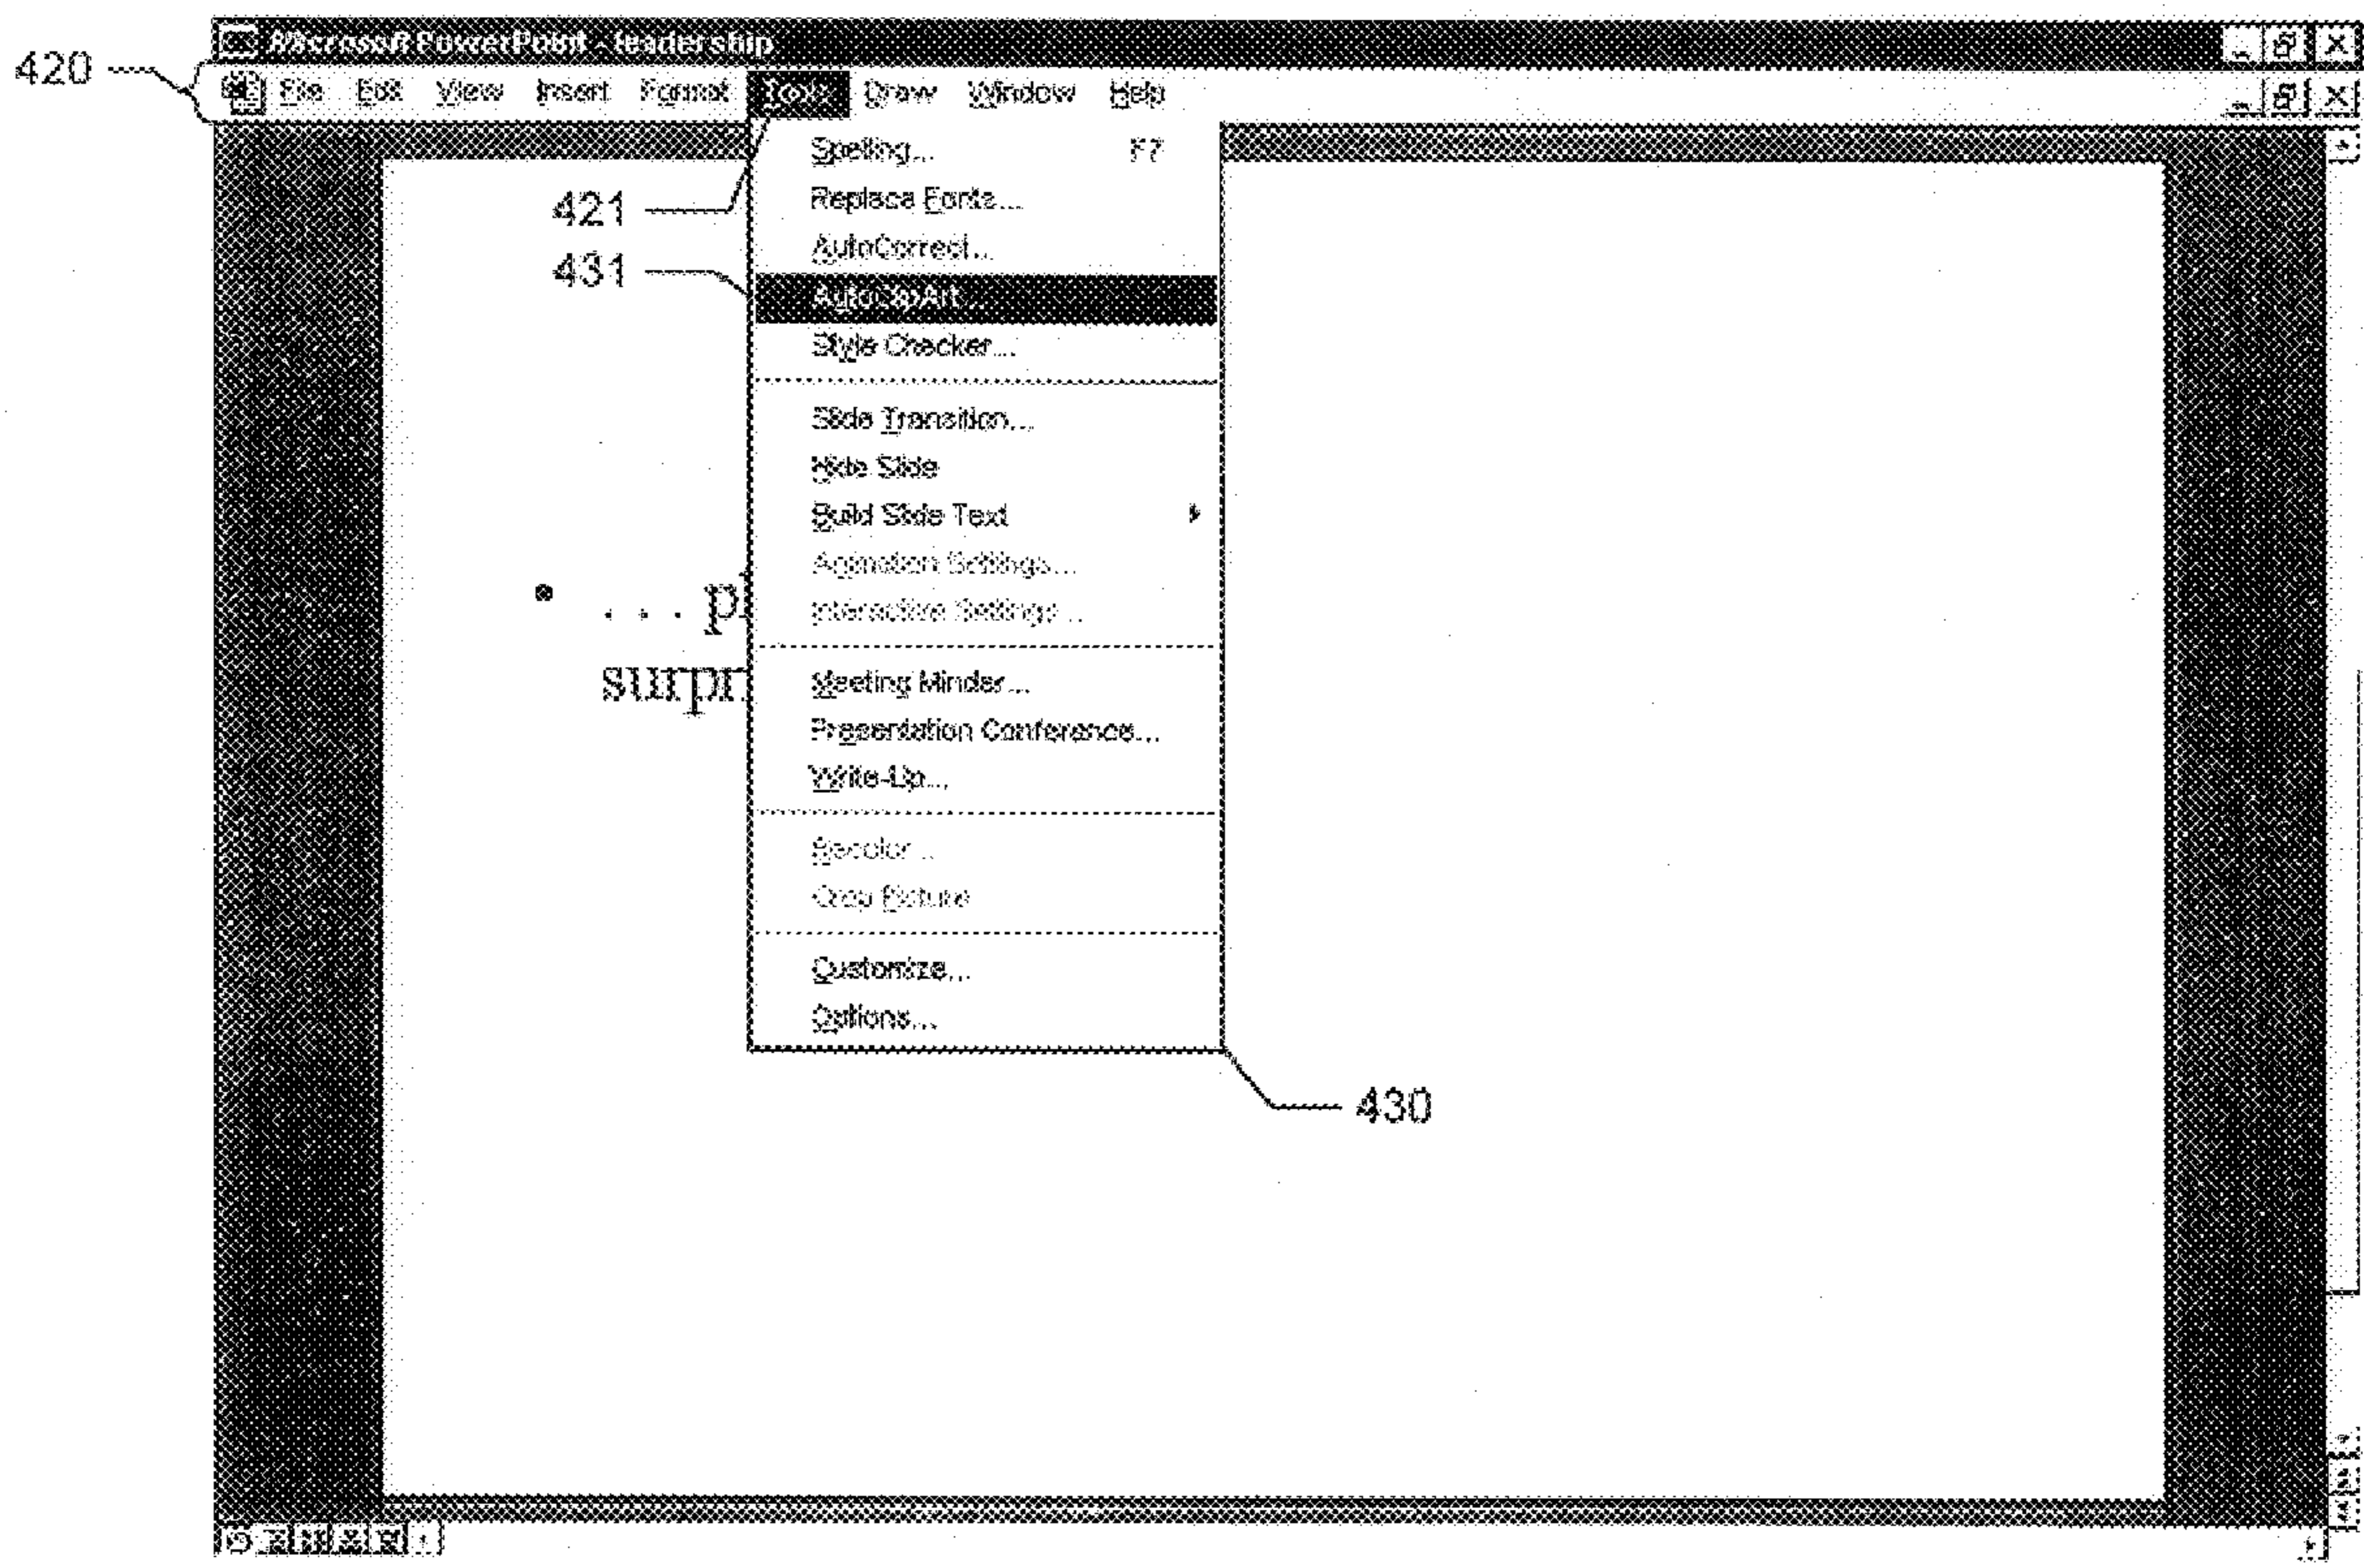 Microsoft PowerPoint - leadership
420
File Edit View Insert Format Tools Draw Window Help
Spelling... F7
421
Replace Fonts...
AutoCorrect...
431
AutoClipArt...
Style Checker...
Slide Transition...
Hide Slide
Build Slide Text
Animation Settings...
• . . . pl
Interactive Settings...
surpr
Meeting Minder...
Presentation Conference...
Write-Up...
Recolor...
Crop Picture
Customize...
Options...
430